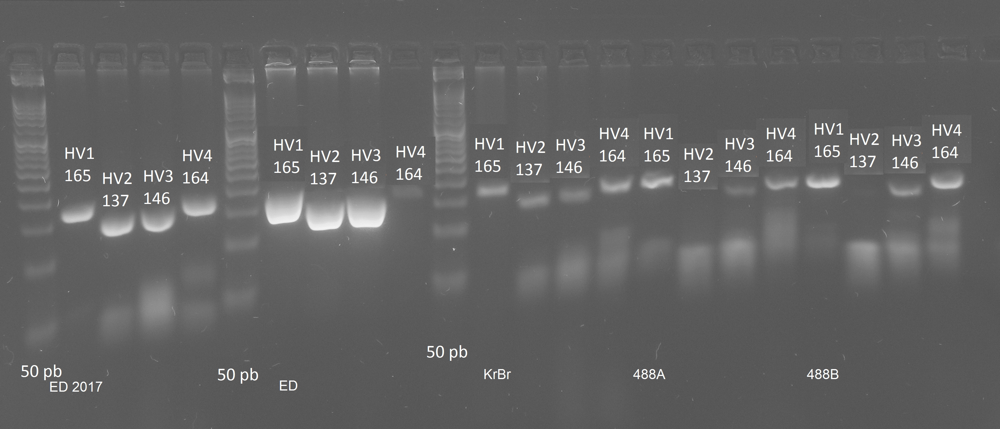 HV1
165
HV2
137
HV3
146
HV4
164
HV1
165
HV2
137
HV3
146
HV4
164
HV1
165
HV2
137
HV3
146
HV4
164
HV1
165
HV2
137
HV3
146
HV4
164
HV1
165
HV2
137
HV3
146
HV4
164
50 pb
50 pb
50 pb
ED 2017
ED
KrBr
488A
488B